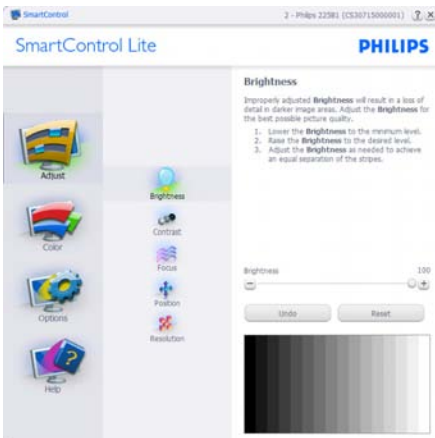 SmartControl
2 - Philips 225B1 (CS30715000001)
SmartControl Lite
PHILIPS
Adjust
Color
Options
Help
Brightness
Contrast
Focus
Position
Resolution
Brightness
Improperly adjusted Brightness will result in a loss of
detail in darker image areas. Adjust the Brightness for
the best possible picture quality.
1. Lower the Brightness to the minimum level.
2. Raise the Brightness to the desired level.
3. Adjust the Brightness as needed to achieve
an equal separation of the stripes.
Brightness 100
Undo Reset